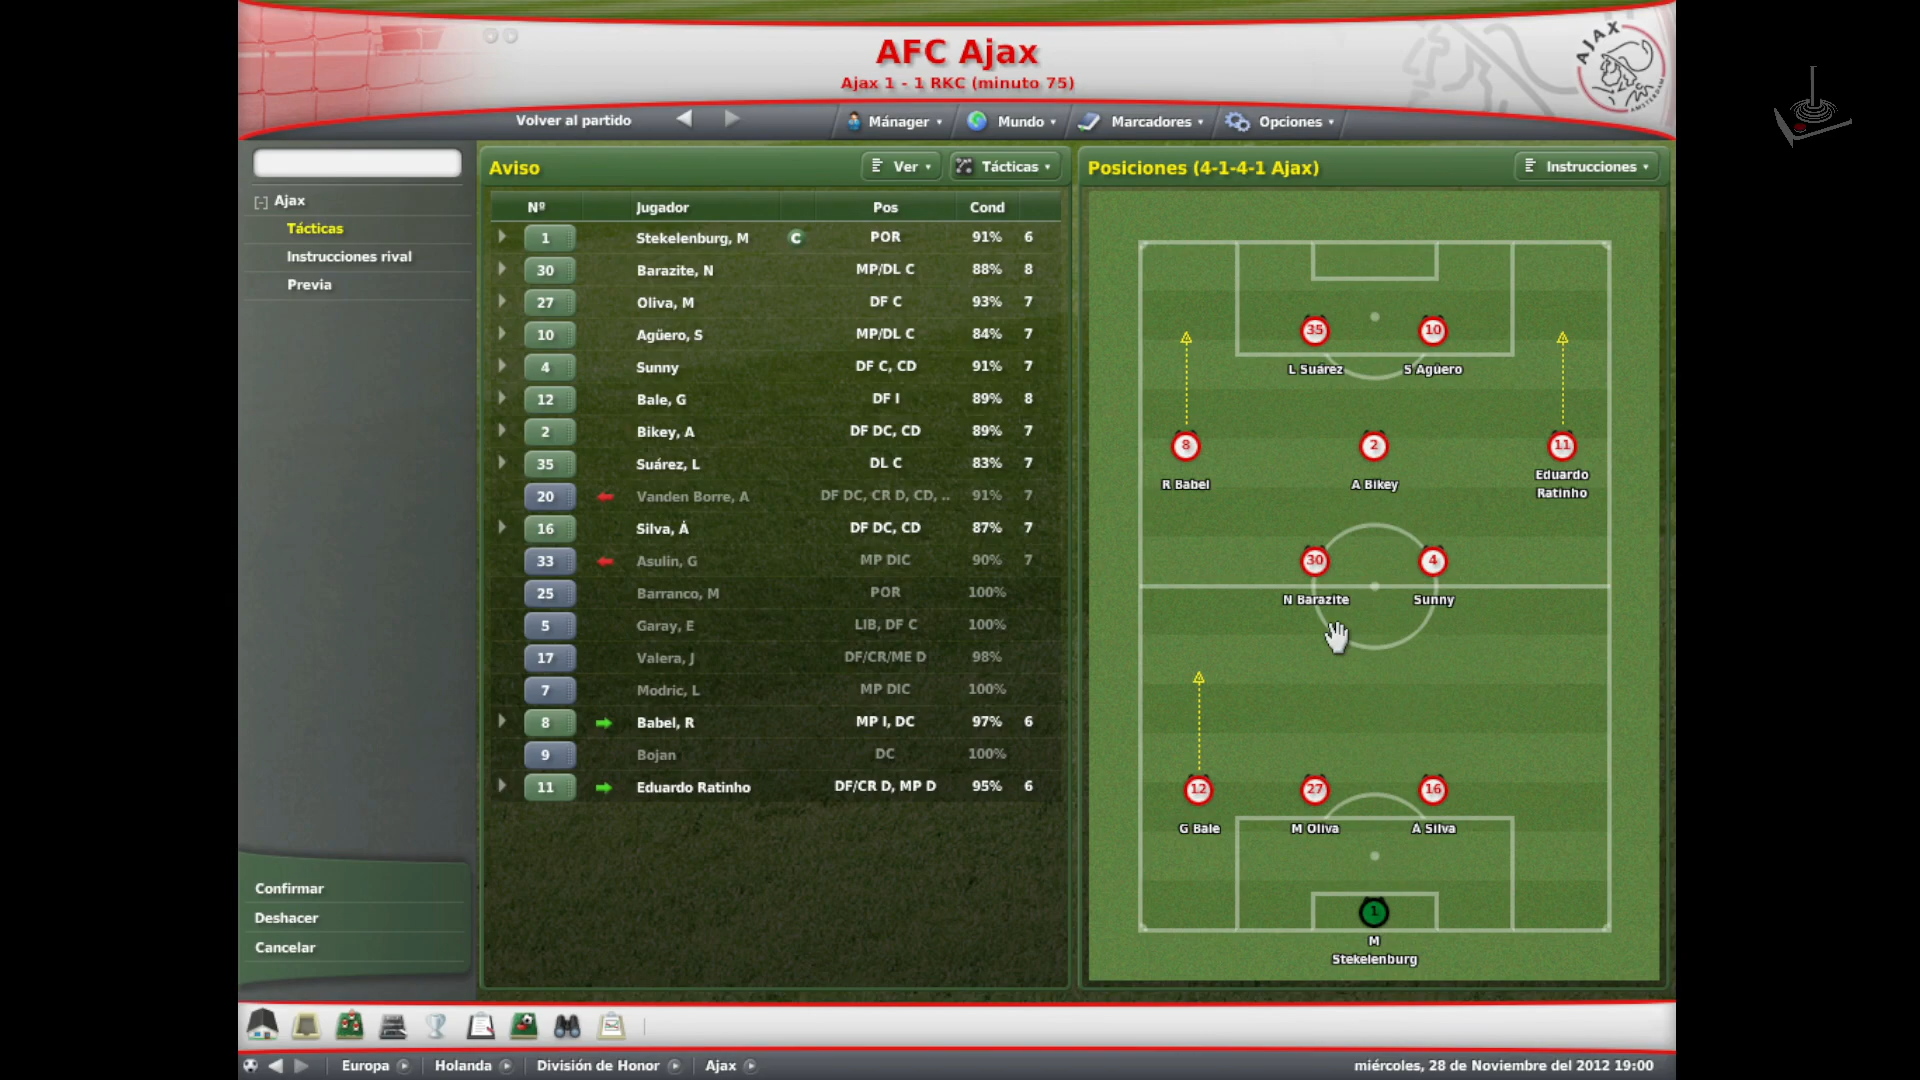 AFC Ajax
Ajax 1 - 1 RKC (minuto 75)
AJAX
AMSTERDAM
Volver al partido
Mánager
Mundo
Marcadores
Opciones
[-] Ajax
Tácticas
Instrucciones rival
Previa
Confirmar
Deshacer
Cancelar
Aviso
Ver
Tácticas
Nº Jugador Pos Cond
1 Stekelenburg, M C POR 91% 6
30 Barazite, N MP/DL C 88% 8
27 Oliva, M DF C 93% 7
10 Agüero, S MP/DL C 84% 7
4 Sunny DF C, CD 91% 7
12 Bale, G DF I 89% 8
2 Bikey, A DF DC, CD 89% 7
35 Suárez, L DL C 83% 7
20 Vanden Borre, A DF DC, CR D, CD, .. 91% 7
16 Silva, A DF DC, CD 87% 7
33 Asulin, G MP DIC 90% 7
25 Barranco, M POR 100%
5 Garay, E LIB, DF C 100%
17 Valera, J DF/CR/ME D 98%
7 Modric, L MP DIC 100%
8 Babel, R MP I, DC 97% 6
9 Bojan DC 100%
11 Eduardo Ratinho DF/CR D, MP D 95% 6
Posiciones (4-1-4-1 Ajax)
Instrucciones
35 10
L Suárez S Agüero
8 2 11
R Babel A Bikey Eduardo
Ratinho
30 4
N Barazite Sunny
12 27 16
G Bale M Oliva A Silva
1
M
Stekelenburg
Europa
Holanda
División de Honor
Ajax
miércoles, 28 de Noviembre del 2012 19:00